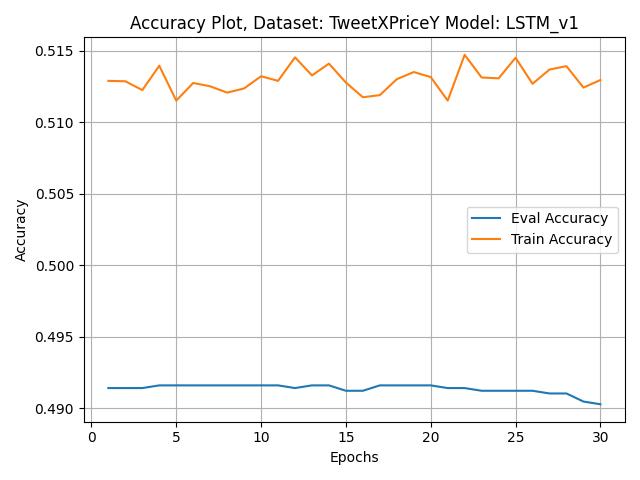 Accuracy Plot, Dataset: TweetXPriceY Model: LSTM_v1
0.515
0.510
0.505
0.500
0.495
0.490
Accuracy
Eval Accuracy
Train Accuracy
0 5 10 15 20 25 30
Epochs